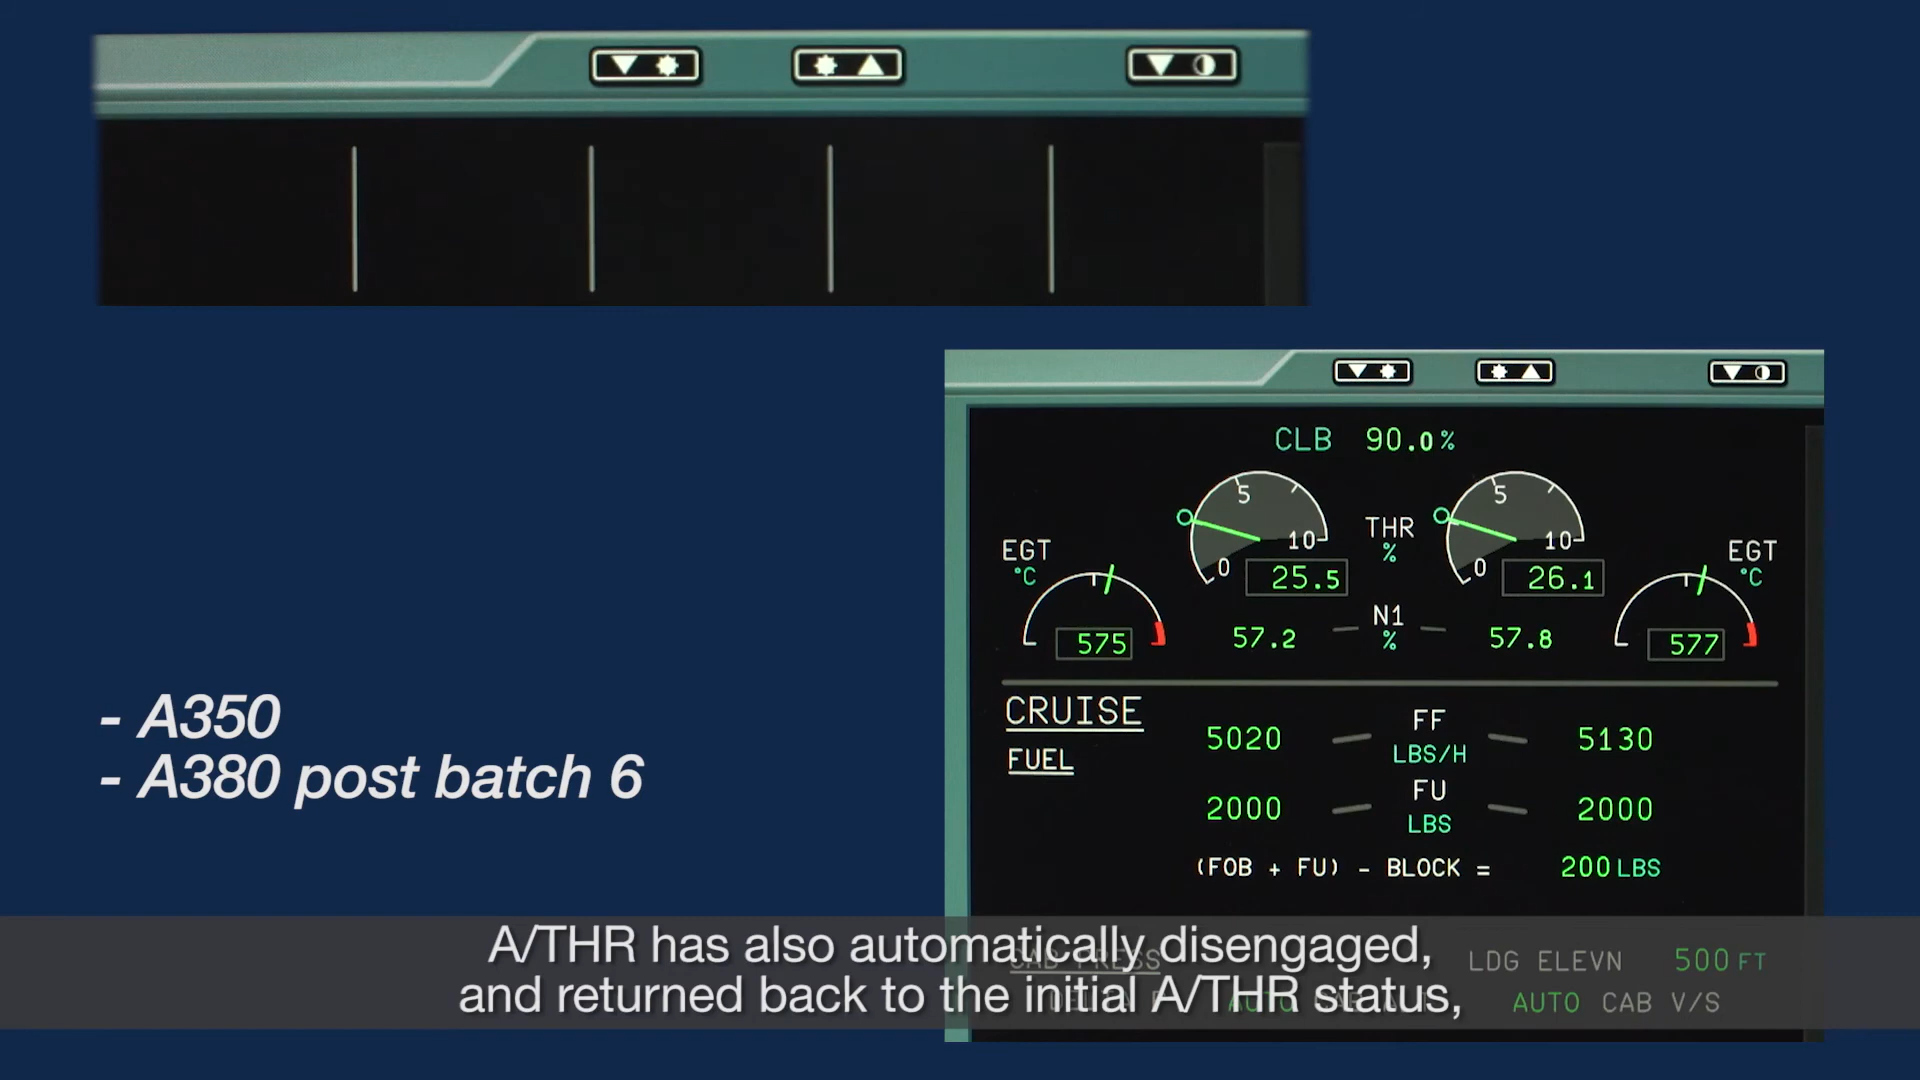 CLB 90.0%
5 5
THR
%
10 10
0 0
25.5 26.1
EGT EGT
°C °C
N1
%
575 57.2 57.8 577
CRUISE
FUEL
5020 FF 5130
LBS/H
2000 FU 2000
LBS
(FOB + FU) - BLOCK = 200 LBS
- A350
- A380 post batch 6
CAB PRESS LDG ELEVN 500 FT
AUTO AUTO CAB V/S
A/THR has also automatically disengaged,
and returned back to the initial A/THR status,